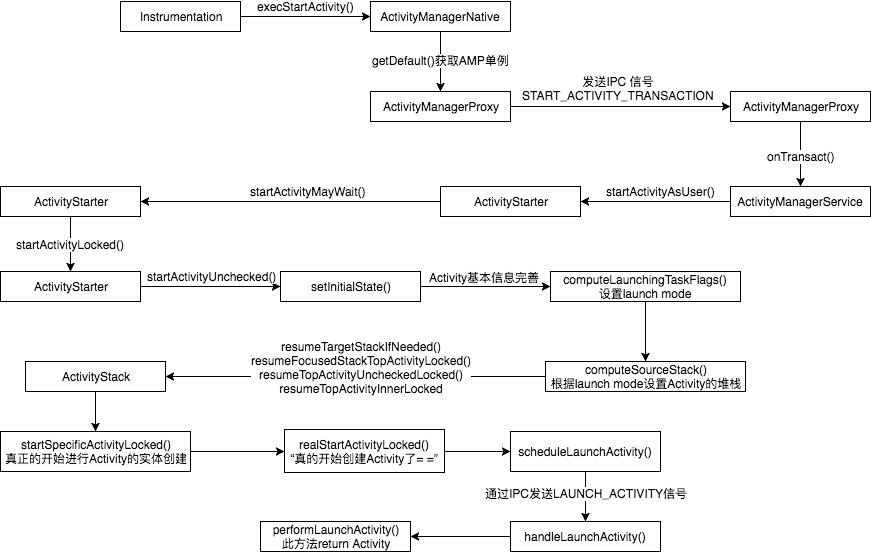 Instrumentation
execStartActivity()
ActivityManagerNative
getDefault()获取AMP单例
ActivityManagerProxy
发送IPC 信号
START_ACTIVITY_TRANSACTION
ActivityManagerProxy
onTransact()
ActivityManagerService
startActivityAsUser()
ActivityStarter
startActivityMayWait()
ActivityStarter
startActivityLocked()
ActivityStarter
startActivityUnchecked()
setInitialState()
Activity基本信息完善
computeLaunchingTaskFlags()
设置launch mode
computeSourceStack()
根据launch mode设置Activity的堆栈
resumeTargetStackIfNeeded()
resumeFocusedStackTopActivityLocked()
resumeTopActivityUncheckedLocked()
resumeTopActivityInnerLocked
ActivityStack
startSpecificActivityLocked()
真正的开始进行Activity的实体创建
realStartActivityLocked()
“真的开始创建Activity了= =”
scheduleLaunchActivity()
通过IPC发送LAUNCH_ACTIVITY信号
handleLaunchActivity()
performLaunchActivity()
此方法return Activity